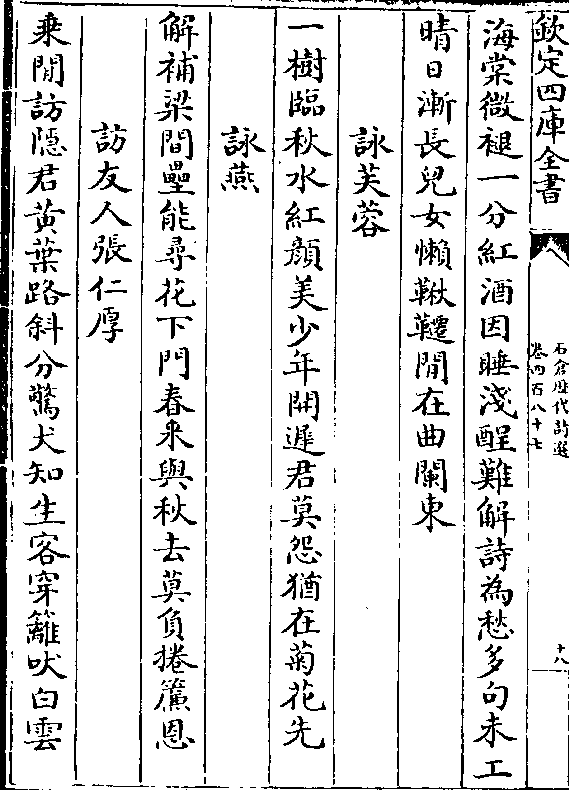 欽定四庫全書
石倉歴代詩選
卷四百八十七
十八
海棠微褪一分紅酒因睡淺醒難解詩為愁多句未工
晴日漸長兒女懶鞦韆閒在曲闌東
詠芙蓉
一樹臨秋水紅顔美少年開遲君莫怨猶在菊花先
詠燕
解補梁間壘能尋花下門春来與秋去莫負捲簾恩
訪友人張仁厚
乗閒訪隱君黃葉路斜分驚犬知生客穿籬吠白雲